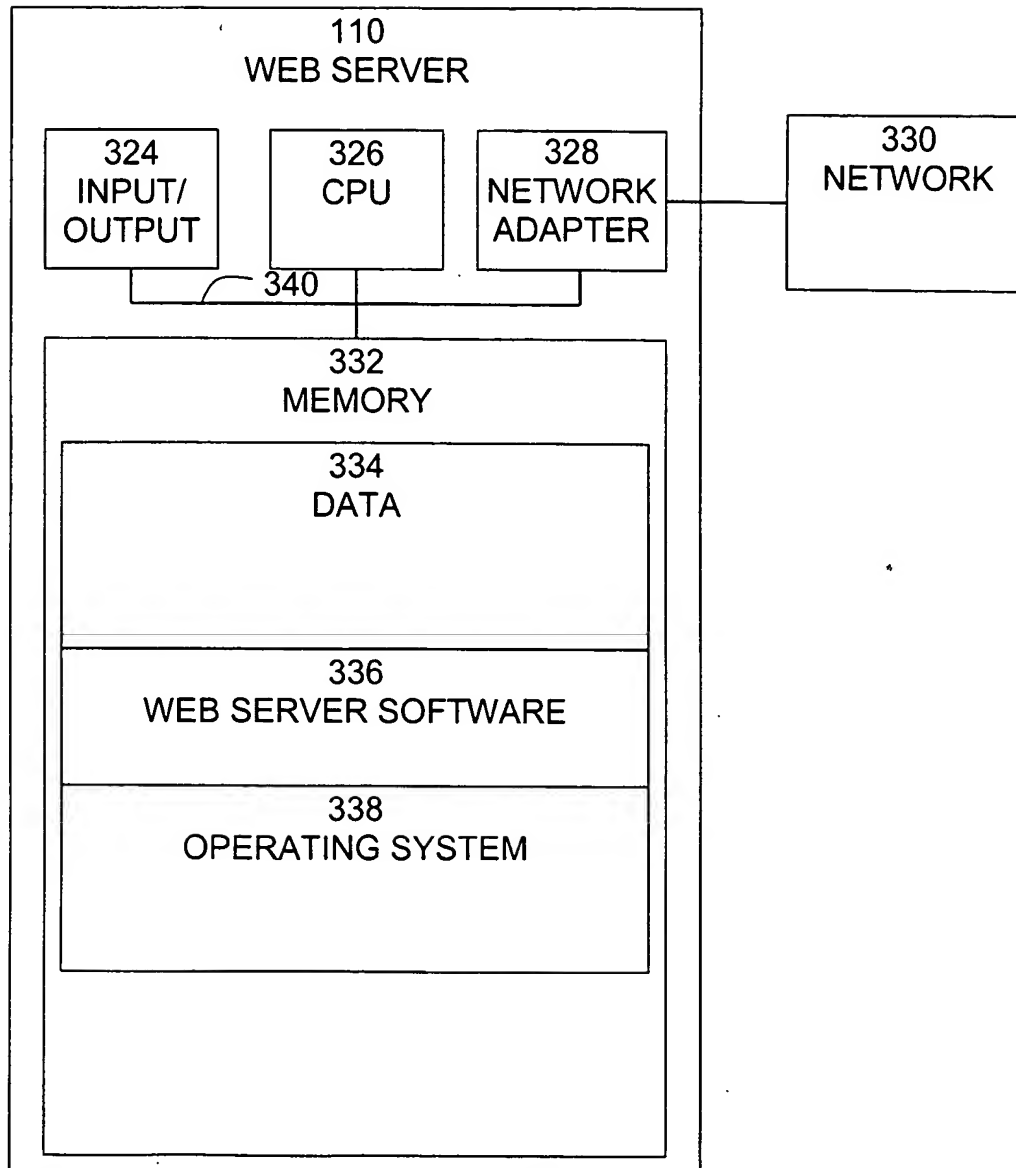 110
WEB SERVER
324
INPUT/
OUTPUT
326
CPU
328
NETWORK
ADAPTER
330
NETWORK
340
332
MEMORY
334
DATA
336
WEB SERVER SOFTWARE
338
OPERATING SYSTEM